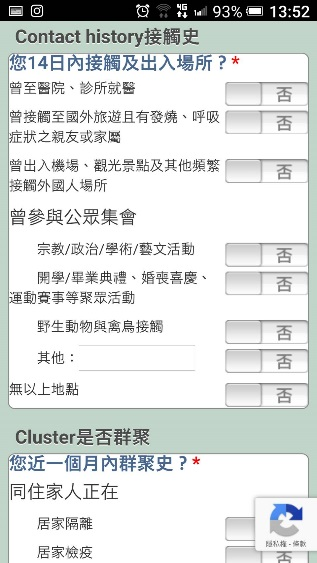 4G 93% 13:52
Contact history接觸史
您14日內接觸及出入場所？*
曾至醫院、診所就醫 否
曾接觸至國外旅遊且有發燒、呼吸 否
症狀之親友或家屬
曾出入機場、觀光景點及其他頻繁 否
接觸外國人場所
曾參與公眾集會
宗教/政治/學術/藝文活動 否
開學/畢業典禮、婚喪喜慶、 否
運動賽事等聚眾活動
野生動物與禽鳥接觸 否
其他： 否
無以上地點 否
Cluster是否群聚
您近一個月內群聚史？*
同住家人正在
居家隔離
居家檢疫
隱私權 - 條款